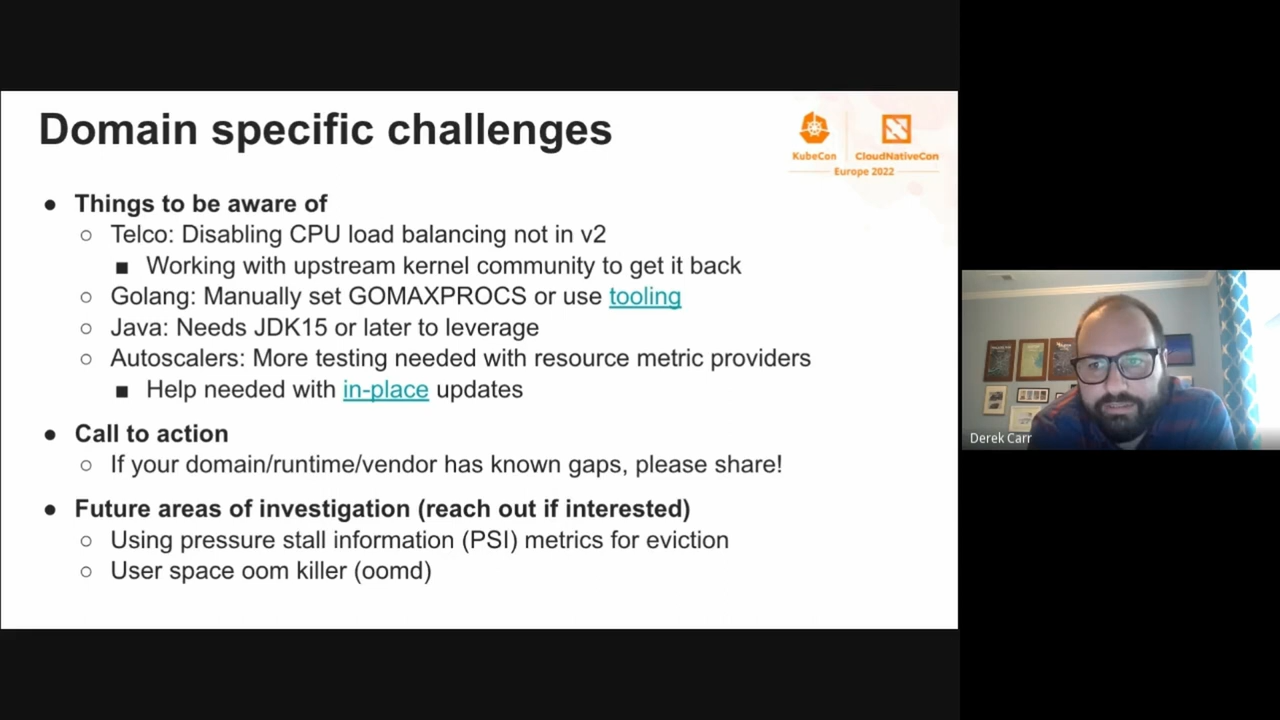 Domain specific challenges
KubeCon
CloudNativeCon
Europe 2022
● Things to be aware of
○ Telco: Disabling CPU load balancing not in v2
■ Working with upstream kernel community to get it back
○ Golang: Manually set GOMAXPROCS or use tooling
○ Java: Needs JDK15 or later to leverage
○ Autoscalers: More testing needed with resource metric providers
■ Help needed with in-place updates
● Call to action
○ If your domain/runtime/vendor has known gaps, please share!
● Future areas of investigation (reach out if interested)
○ Using pressure stall information (PSI) metrics for eviction
○ User space oom killer (oomd)
Derek Carr